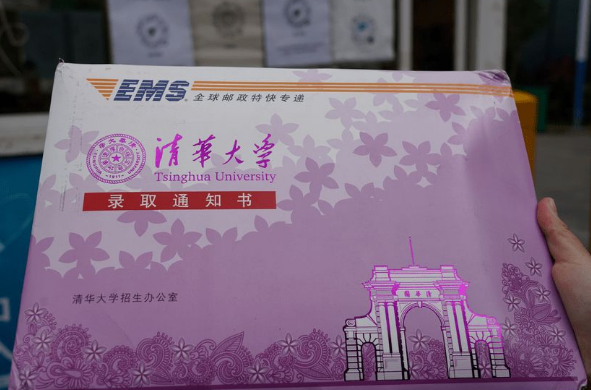 EMS 全球邮政特快专递
清華大学
Tsinghua University
录取通知书
清华大学招生办公室